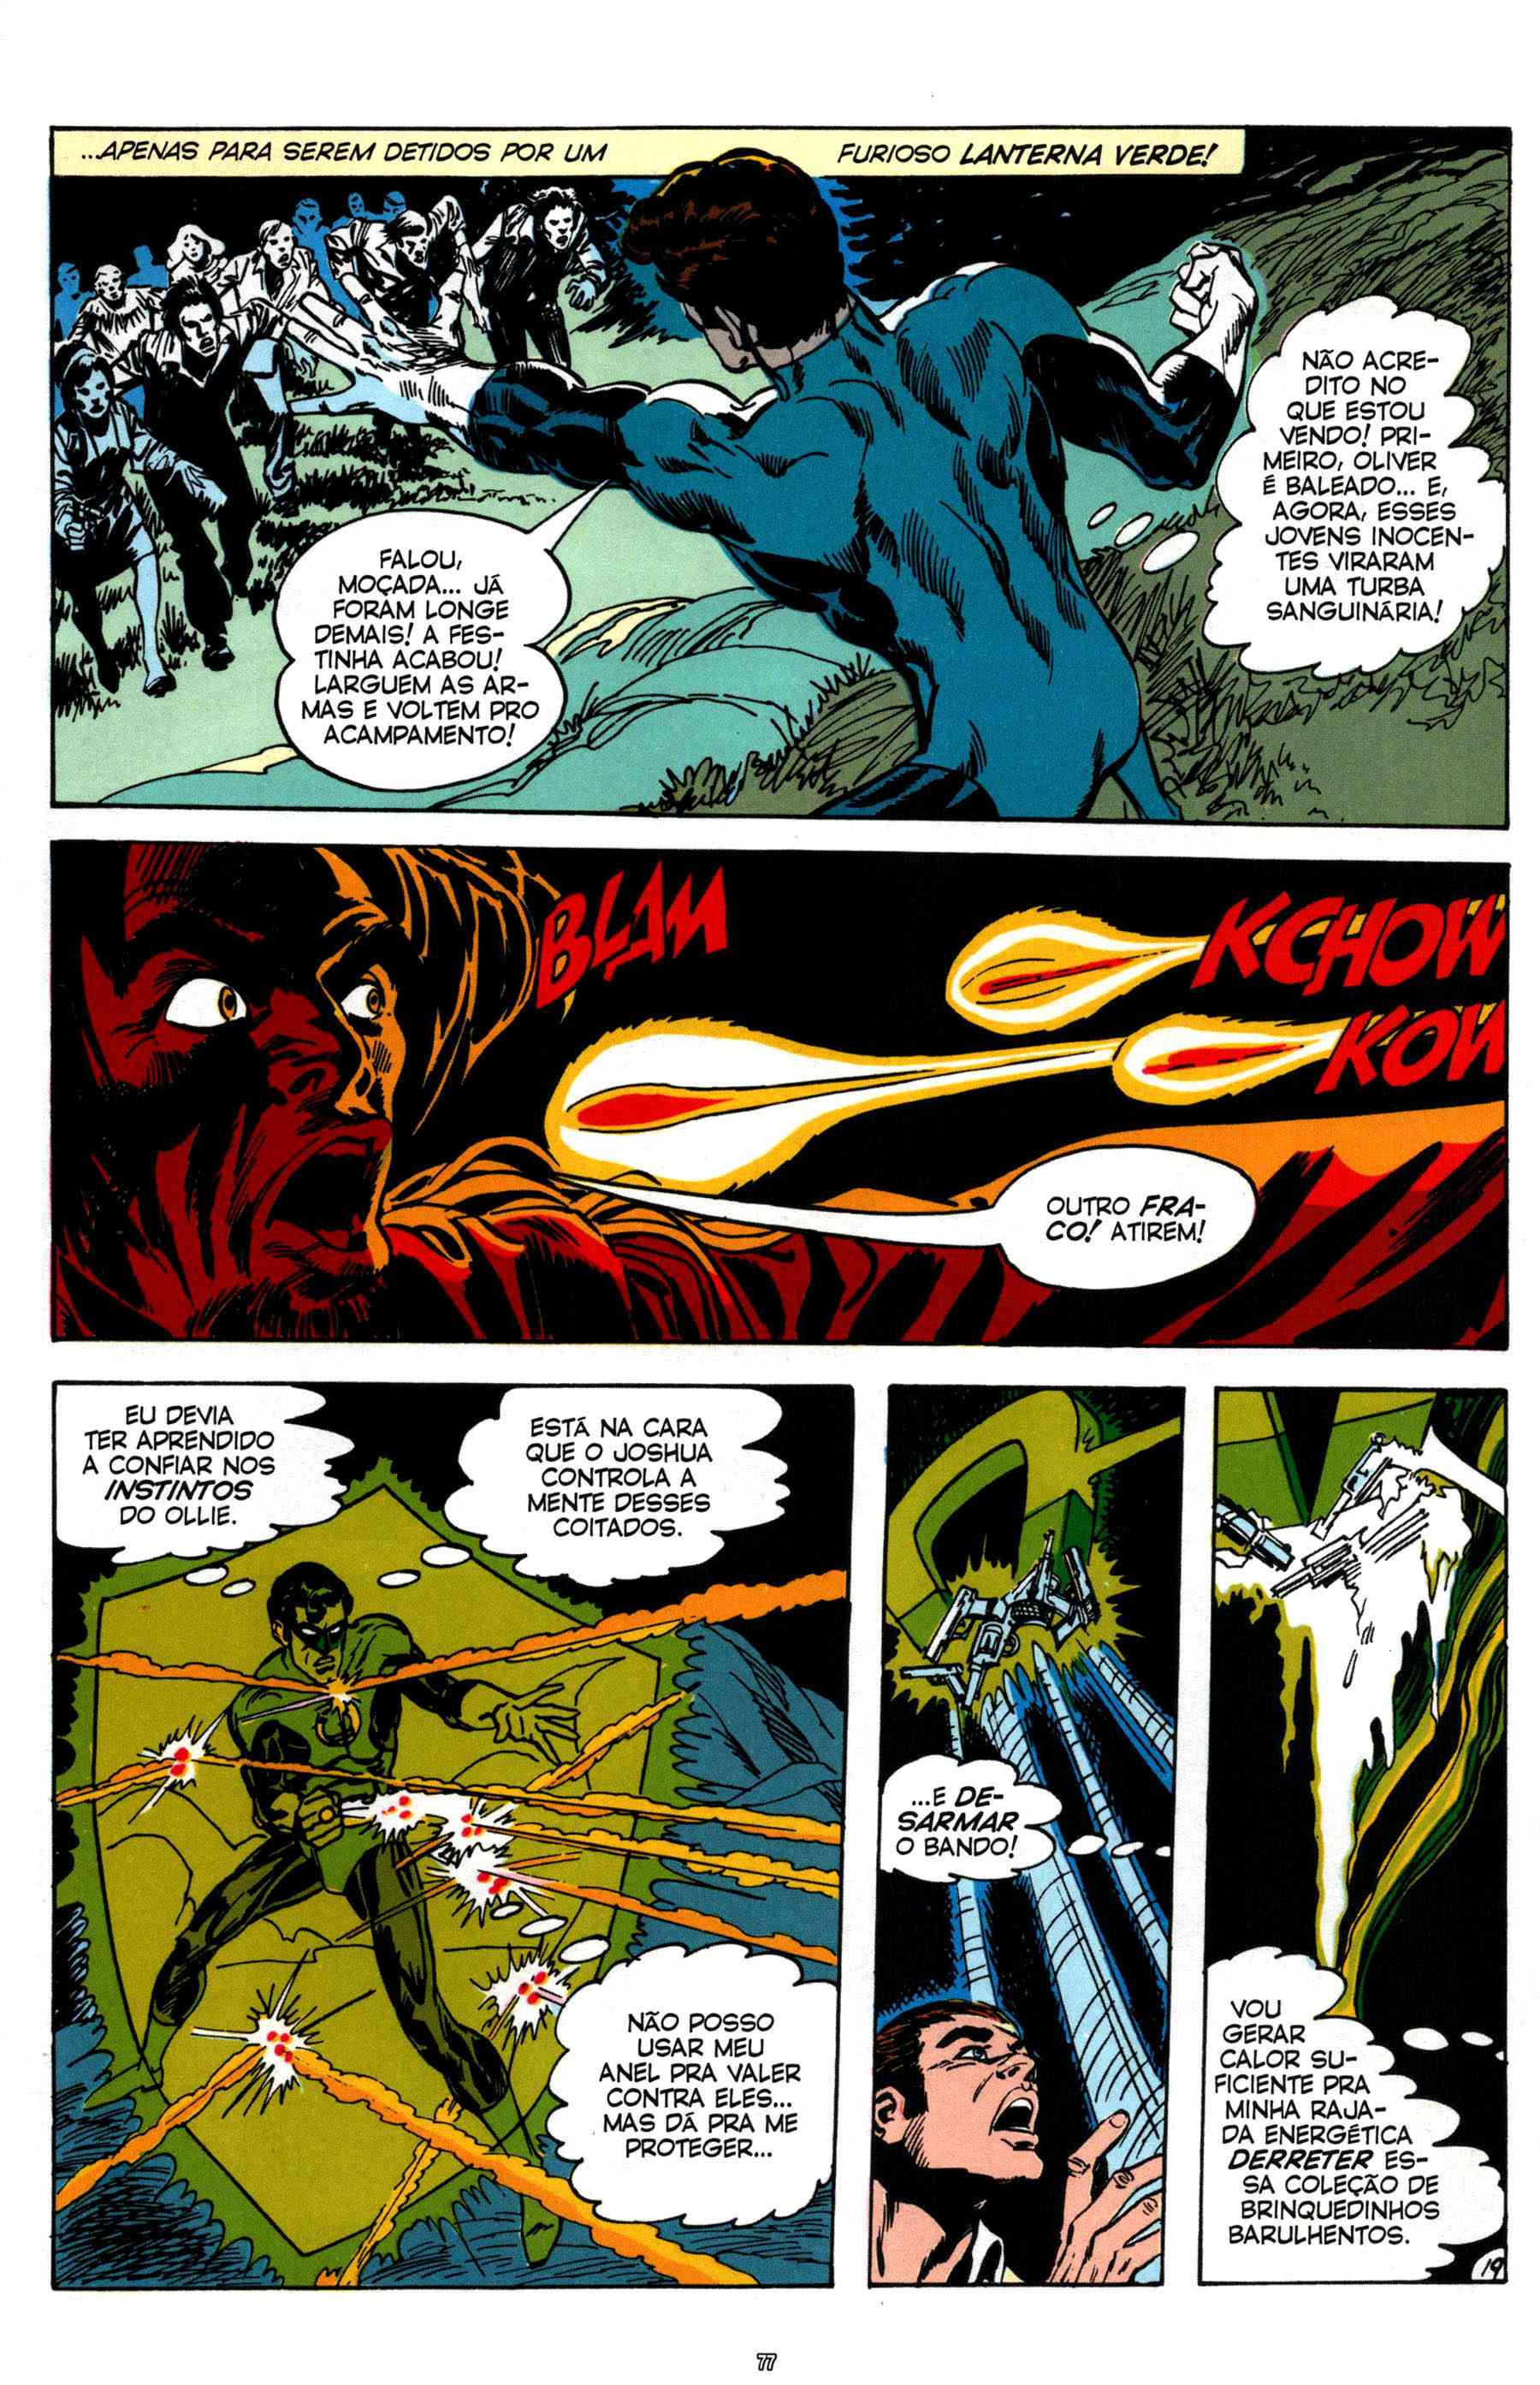 ...APENAS PARA SEREM DETIDOS POR UM FURIOSO LANTERNA VERDE!
FALOU,
MOÇADA... JÁ
FORAM LONGE
DEMAIS! A FES-
TINHA ACABOU!
LARGUEM AS AR-
MAS E VOLTEM PRO
ACAMPAMENTO!
NÃO ACRE-
DITO NO
QUE ESTOU
VENDO! PRI-
MEIRO, OLIVER
É BALEADO... E,
AGORA, ESSES
JOVENS INOCEN-
TES VIRARAM
UMA TURBA
SANGUINÁRIA!
BLAM
KCHOW
KOW
OUTRO FRA-
CO! ATIREM!
EU DEVIA
TER APRENDIDO
A CONFIAR NOS
INSTINTOS
DO OLLIE.
ESTÁ NA CARA
QUE O JOSHUA
CONTROLA A
MENTE DESSES
COITADOS.
NÃO POSSO
USAR MEU
ANEL PRA VALER
CONTRA ELES...
MAS DÁ PRA ME
PROTEGER...
...E DE-
SARMAR
O BANDO!
VOU
GERAR
CALOR SU-
FICIENTE PRA
MINHA RAJA-
DA ENERGÉTICA
DERRETER ES-
SA COLEÇÃO DE
BRINQUEDINHOS
BARULHENTOS.
19
77